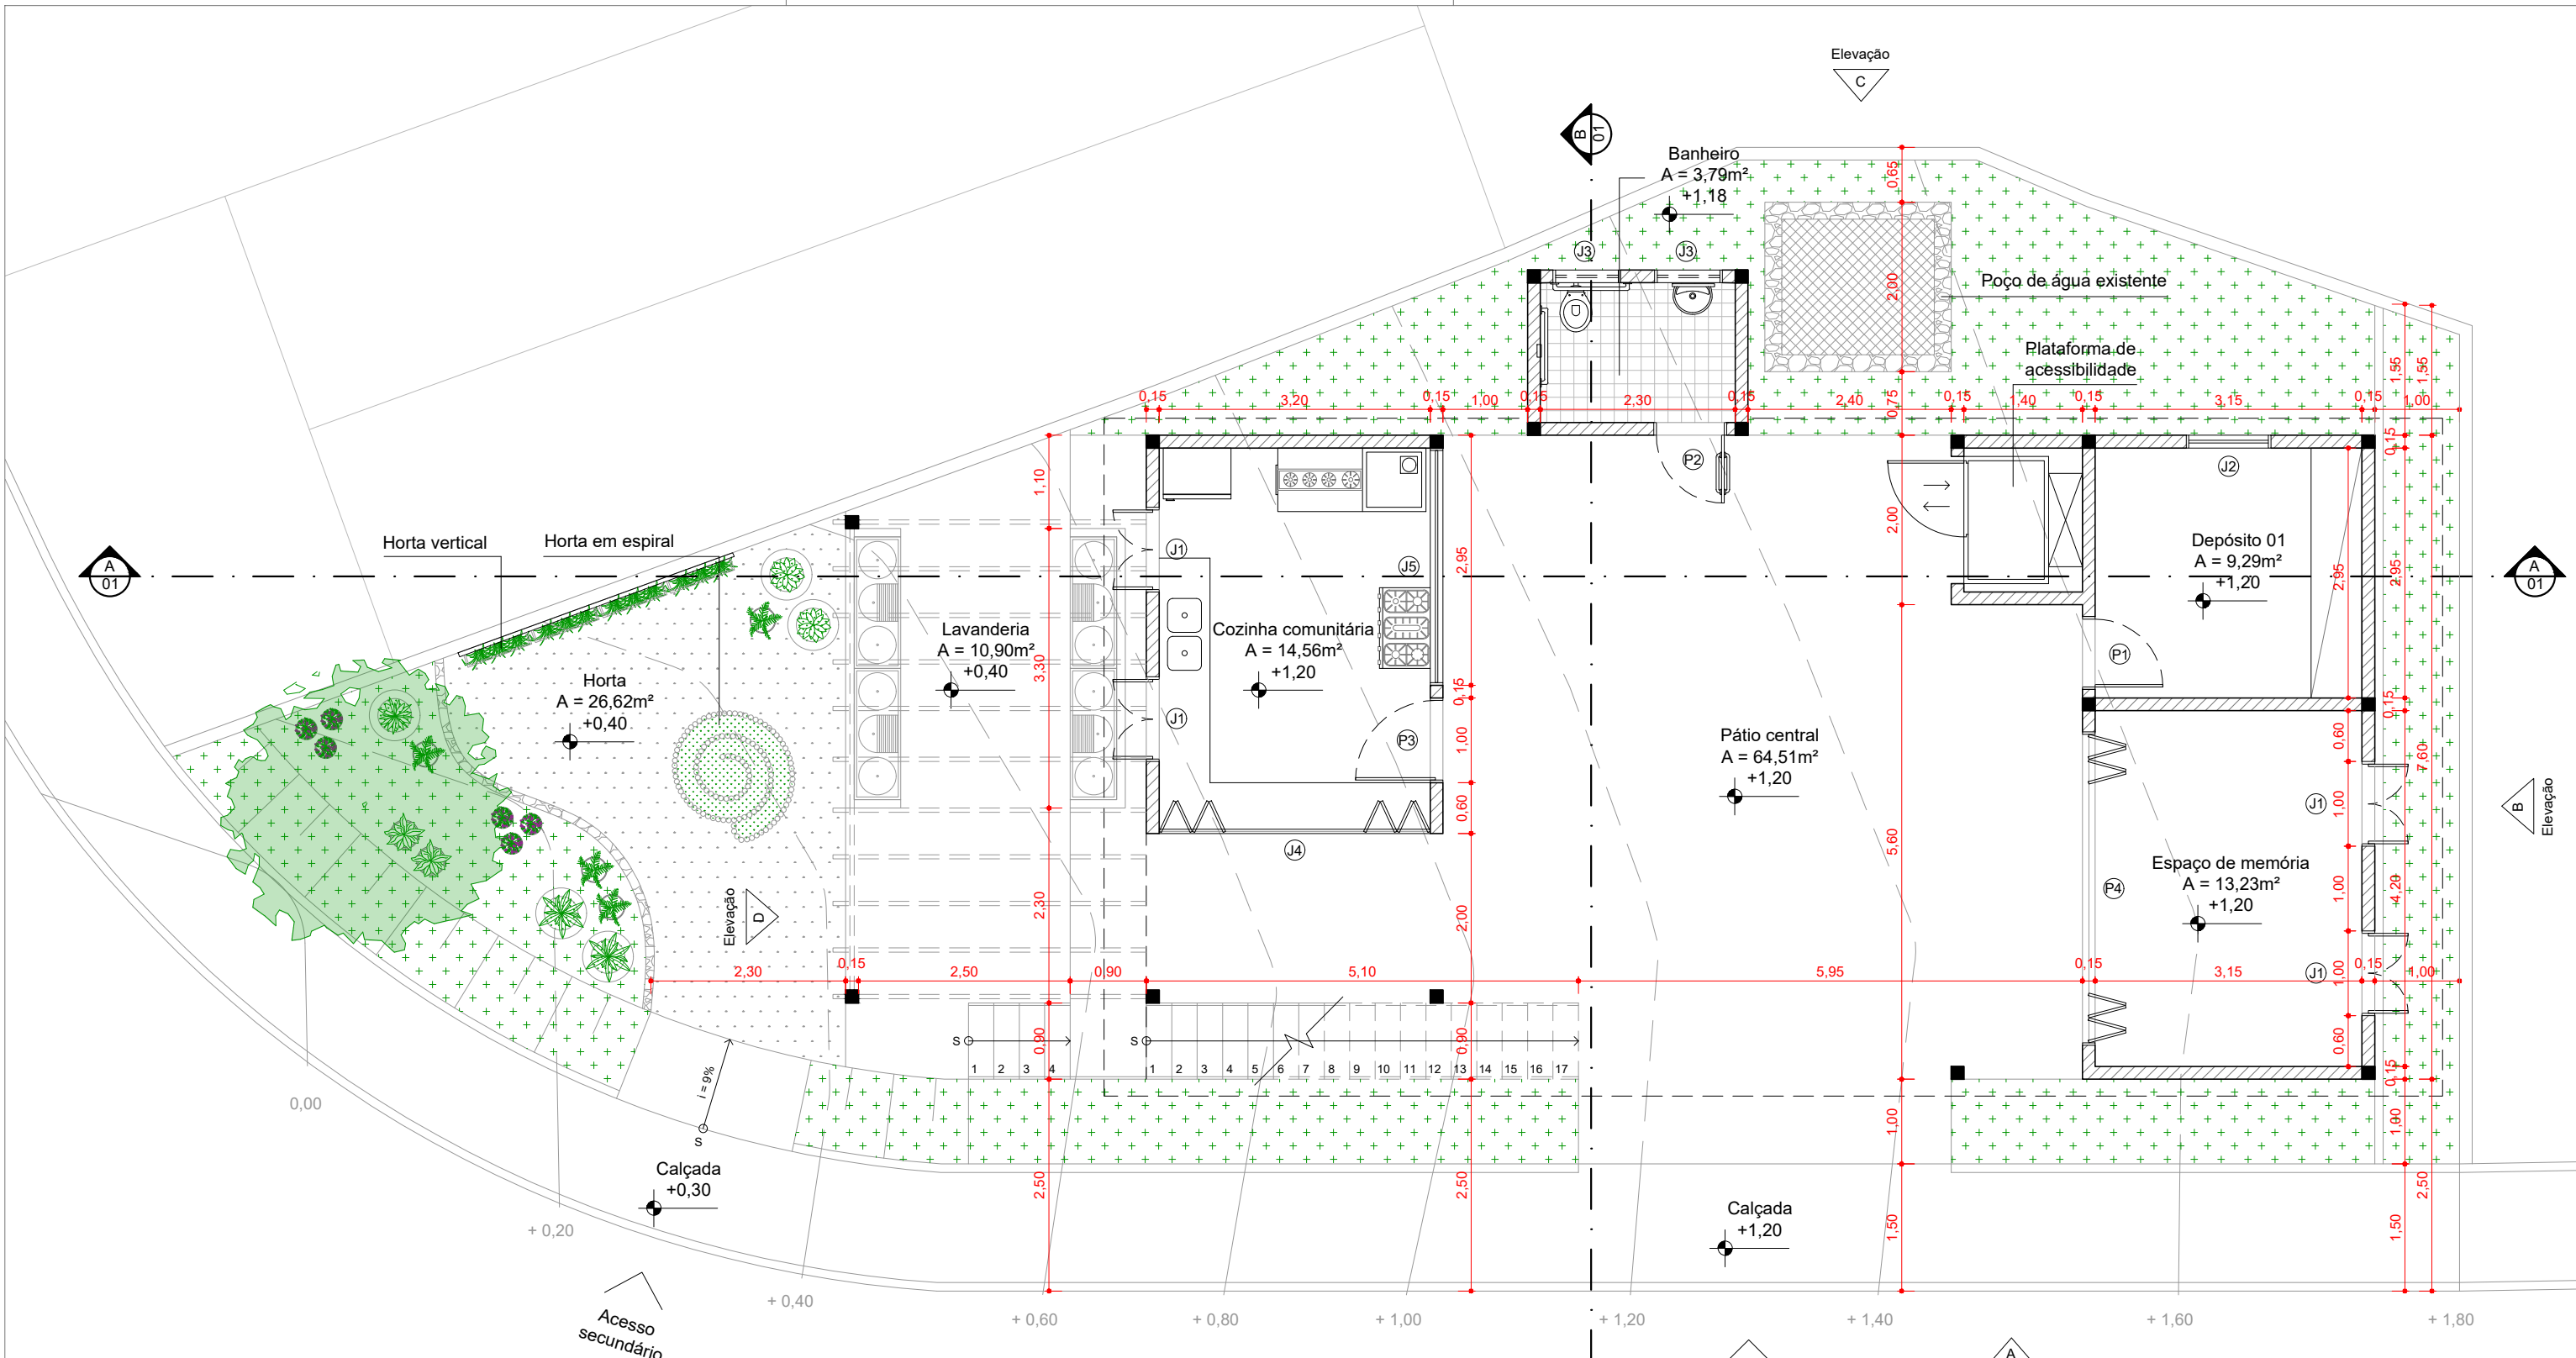 Elevação
C
B
01
Banheiro
A = 3,79m²
+1,18
0,65
J3
J3
2,00
Poço de água existente
Plataforma de
acessibilidade
1,55
1,55
0,15
3,20
0,15
1,00
0,15
2,30
0,15
2,40
0,75
0,15
1,40
0,15
3,15
0,15
1,00
0,15
1,10
P2
J2
2,00
Horta vertical
Horta em espiral
A
01
J1
J5
2,95
Depósito 01
A = 9,29m²
+1,20
2,95
2,95
A
01
Lavanderia
A = 10,90m²
+0,40
3,30
Cozinha comunitária
A = 14,56m²
+1,20
P1
Horta
A = 26,62m²
+0,40
J1
0,15
P3
1,00
Pátio central
A = 64,51m²
+1,20
0,15
0,60
7,60
J1
1,00
B
Elevação
0,60
J4
5,60
Espaço de memória
A = 13,23m²
+1,20
P4
1,00
4,20
Elevação
D
2,30
2,00
2,30
0,15
2,50
0,90
5,10
5,95
0,15
3,15
0,15
1,00
J1
1,00
S
0,90
S
0,90
0,60
1 2 3 4
1 2 3 4 5 6 7 8 9 10 11 12 13 14 15 16 17
0,15
i = 9%
S
0,00
1,00
1,00
Calçada
+0,30
2,50
2,50
Calçada
+1,20
1,50
1,50
2,50
+ 0,20
+ 0,40
+ 0,60
+ 0,80
+ 1,00
+ 1,20
+ 1,40
+ 1,60
+ 1,80
Acesso
secundário
A